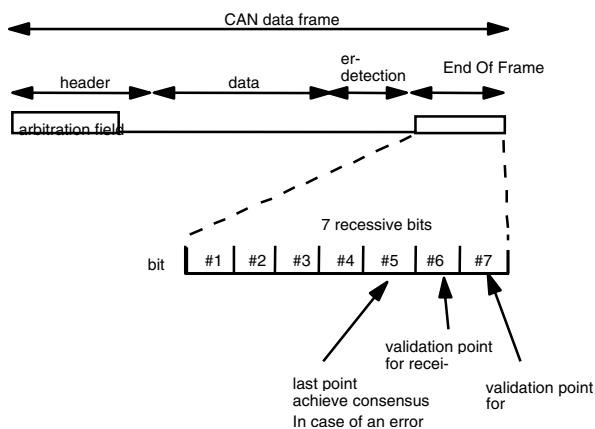 CAN data frame
er-
detection
End Of Frame
header
data
arbitration field
7 recessive bits
bit
#1
#2
#3
#4
#5
#6
#7
validation point
for recei-
last point
achieve consensus
In case of an error
validation point
for